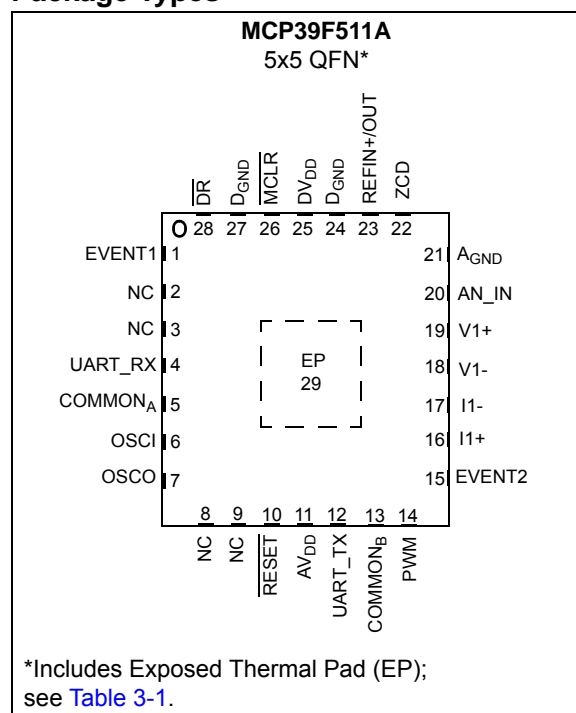 Package Types
MCP39F511A
5x5 QFN*
DR
DGND
MCLR
DVDD
DGND
REFIN+/OUT
ZCD
28 27 26 25 24 23 22
EVENT1 1
NC 2
NC 3
UART_RX 4
COMMONA 5
OSCI 6
OSCO 7
EP
29
21 AGND
20 AN_IN
19 V1+
18 V1-
17 I1-
16 I1+
15 EVENT2
8 9 10 11 12 13 14
NC
NC
RESET
AVDD
UART_TX
COMMONB
PWM
*Includes Exposed Thermal Pad (EP);
see Table 3-1.